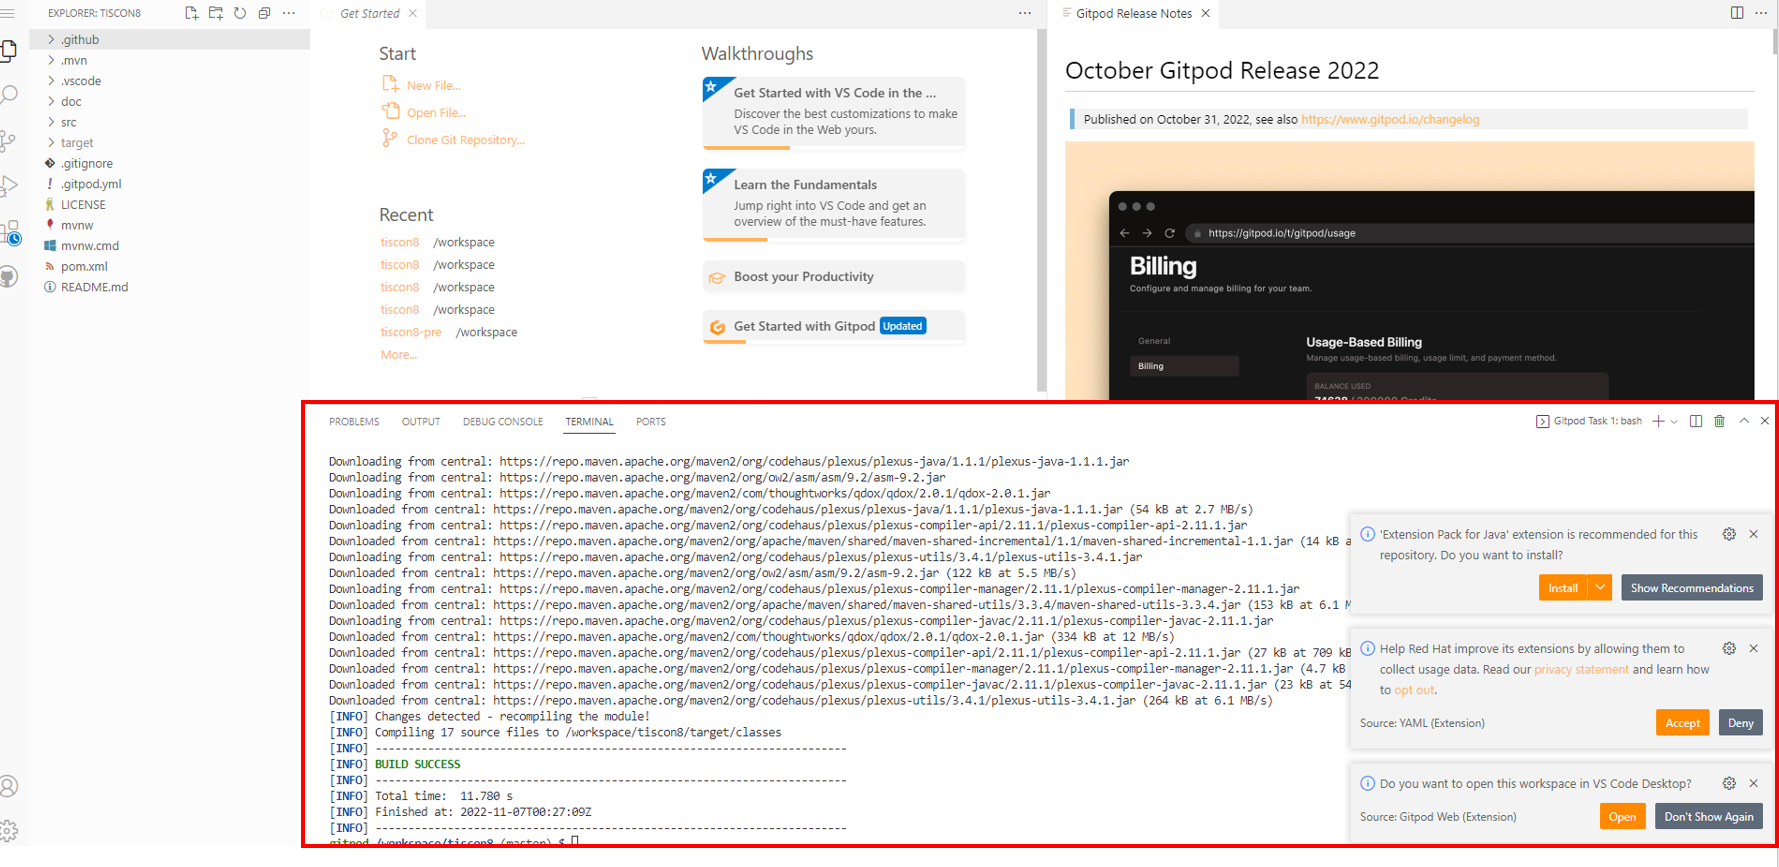 EXPLORER: TISCON8
.github
.mvn
.vscode
doc
src
target
.gitignore
.gitpod.yml
LICENSE
mvnw
mvnw.cmd
pom.xml
README.md
Get Started
Start
New File...
Open File...
Clone Git Repository...
Recent
tiscon8 /workspace
tiscon8 /workspace
tiscon8 /workspace
tiscon8 /workspace
tiscon8-pre /workspace
More...
Walkthroughs
Get Started with VS Code in the ...
Discover the best customizations to make
VS Code in the Web yours.
Learn the Fundamentals
Jump right into VS Code and get an
overview of the must-have features.
Boost your Productivity
Get Started with Gitpod Updated
Gitpod Release Notes
October Gitpod Release 2022
Published on October 31, 2022, see also https://www.gitpod.io/changelog
https://gitpod.io/t/gitpod/usage
Billing
Configure and manage billing for your team.
General
Billing
Usage-Based Billing
Manage usage-based billing, usage limit, and payment method.
BALANCE USED
PROBLEMS OUTPUT DEBUG CONSOLE TERMINAL PORTS
Gitpod Task 1: bash
Downloading from central: https://repo.maven.apache.org/maven2/org/codehaus/plexus/plexus-java/1.1.1/plexus-java-1.1.1.jar
Downloading from central: https://repo.maven.apache.org/maven2/org/ow2/asm/asm/9.2/asm-9.2.jar
Downloading from central: https://repo.maven.apache.org/maven2/com/thoughtworks/qdox/qdox/2.0.1/qdox-2.0.1.jar
Downloaded from central: https://repo.maven.apache.org/maven2/org/codehaus/plexus/plexus-java/1.1.1/plexus-java-1.1.1.jar (54 kB at 2.7 MB/s)
Downloading from central: https://repo.maven.apache.org/maven2/org/codehaus/plexus/plexus-compiler-api/2.11.1/plexus-compiler-api-2.11.1.jar
Downloaded from central: https://repo.maven.apache.org/maven2/org/apache/maven/shared/maven-shared-incremental/1.1/maven-shared-incremental-1.1.jar (14 kB a
Downloading from central: https://repo.maven.apache.org/maven2/org/codehaus/plexus/plexus-utils/3.4.1/plexus-utils-3.4.1.jar
Downloaded from central: https://repo.maven.apache.org/maven2/org/ow2/asm/asm/9.2/asm-9.2.jar (122 kB at 5.5 MB/s)
Downloading from central: https://repo.maven.apache.org/maven2/org/codehaus/plexus/plexus-compiler-manager/2.11.1/plexus-compiler-manager-2.11.1.jar
Downloaded from central: https://repo.maven.apache.org/maven2/org/apache/maven/shared/maven-shared-utils/3.3.4/maven-shared-utils-3.3.4.jar (153 kB at 6.1 M
Downloading from central: https://repo.maven.apache.org/maven2/org/codehaus/plexus/plexus-compiler-javac/2.11.1/plexus-compiler-javac-2.11.1.jar
Downloaded from central: https://repo.maven.apache.org/maven2/com/thoughtworks/qdox/qdox/2.0.1/qdox-2.0.1.jar (334 kB at 12 MB/s)
Downloaded from central: https://repo.maven.apache.org/maven2/org/codehaus/plexus/plexus-compiler-api/2.11.1/plexus-compiler-api-2.11.1.jar (27 kB at 709 kB
Downloaded from central: https://repo.maven.apache.org/maven2/org/codehaus/plexus/plexus-compiler-manager/2.11.1/plexus-compiler-manager-2.11.1.jar (4.7 kB
Downloaded from central: https://repo.maven.apache.org/maven2/org/codehaus/plexus/plexus-compiler-javac/2.11.1/plexus-compiler-javac-2.11.1.jar (23 kB at 54
Downloaded from central: https://repo.maven.apache.org/maven2/org/codehaus/plexus/plexus-utils/3.4.1/plexus-utils-3.4.1.jar (264 kB at 6.1 MB/s)
[INFO] Changes detected - recompiling the module!
[INFO] Compiling 17 source files to /workspace/tiscon8/target/classes
[INFO] ------------------------------------------------------------------------
[INFO] BUILD SUCCESS
[INFO] ------------------------------------------------------------------------
[INFO] Total time:  11.780 s
[INFO] Finished at: 2022-11-07T00:27:09Z
[INFO] ------------------------------------------------------------------------
gitpod /workspace/tiscon8 (master) $
'Extension Pack for Java' extension is recommended for this
repository. Do you want to install?
Install Show Recommendations
Help Red Hat improve its extensions by allowing them to
collect usage data. Read our privacy statement and learn how
to opt out.
Source: YAML (Extension) Accept Deny
Do you want to open this workspace in VS Code Desktop?
Source: Gitpod Web (Extension) Open Don't Show Again